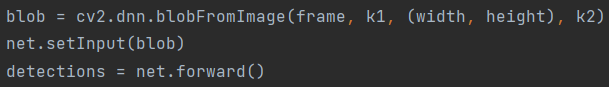 blob = cv2.dnn.blobFromImage(frame, k1, (width, height), k2)
net.setInput(blob)
detections = net.forward()